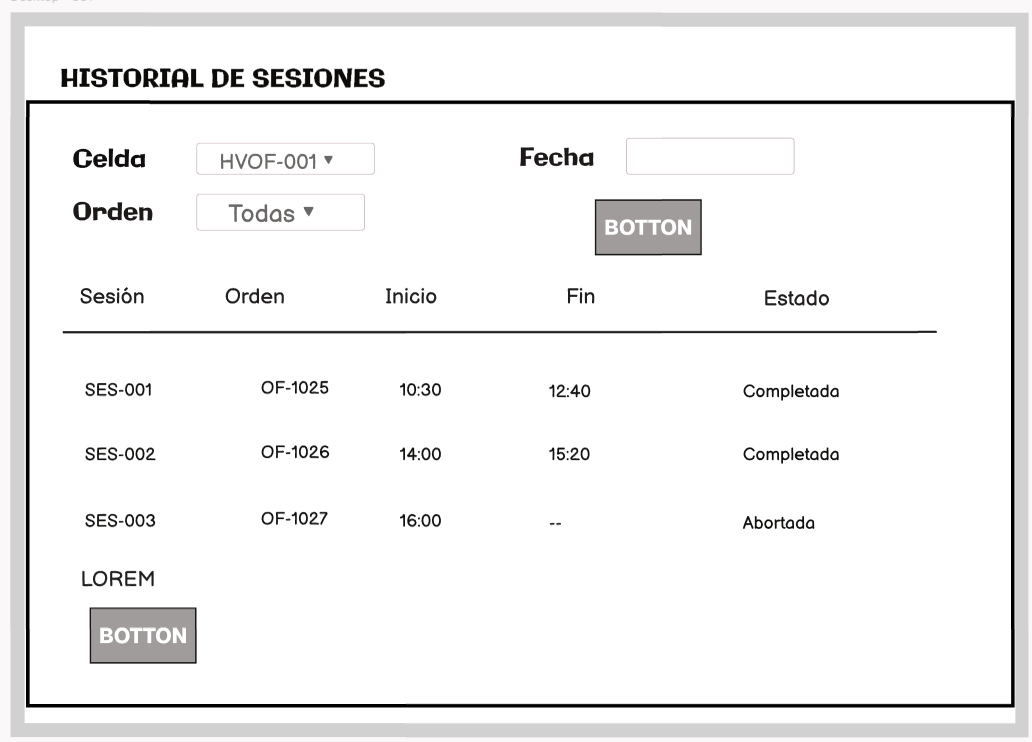 HISTORIAL DE SESIONES
Celda HVOF-001 ▼ Fecha
Orden Todas ▼ BOTTON
Sesión Orden Inicio Fin Estado
SES-001 OF-1025 10:30 12:40 Completada
SES-002 OF-1026 14:00 15:20 Completada
SES-003 OF-1027 16:00 -- Abortada
LOREM
BOTTON